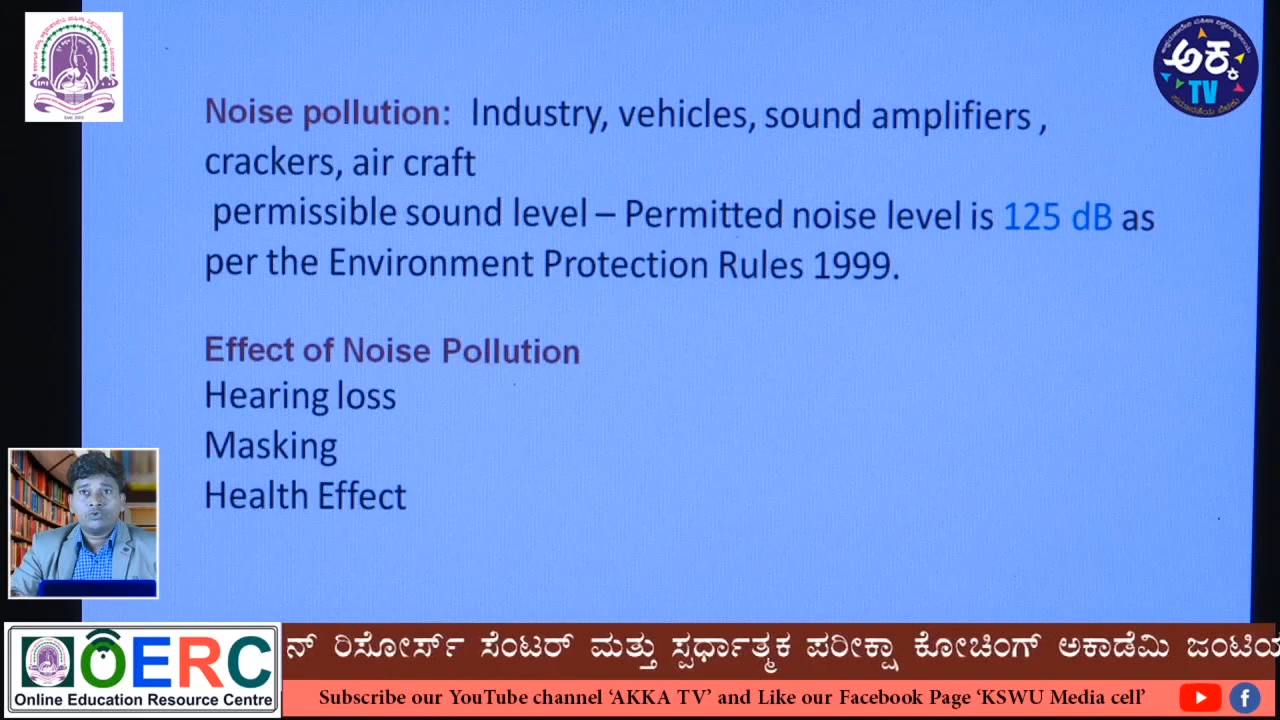 ಅಕ್ಕ
TV
Noise pollution: Industry, vehicles, sound amplifiers ,
crackers, air craft
permissible sound level – Permitted noise level is 125 dB as
per the Environment Protection Rules 1999.
Effect of Noise Pollution
Hearing loss
Masking
Health Effect
OERC
Online Education Resource Centre
ನ್ ರಿಸೋರ್ಸ್ ಸೆಂಟರ್ ಮತ್ತು ಸ್ಪರ್ಧಾತ್ಮಕ ಪರೀಕ್ಷಾ ಕೋಚಿಂಗ್ ಅಕಾಡೆಮಿ ಜಂಟಿಯ
Subscribe our YouTube channel ‘AKKA TV’ and Like our Facebook Page ‘KSWU Media cell’